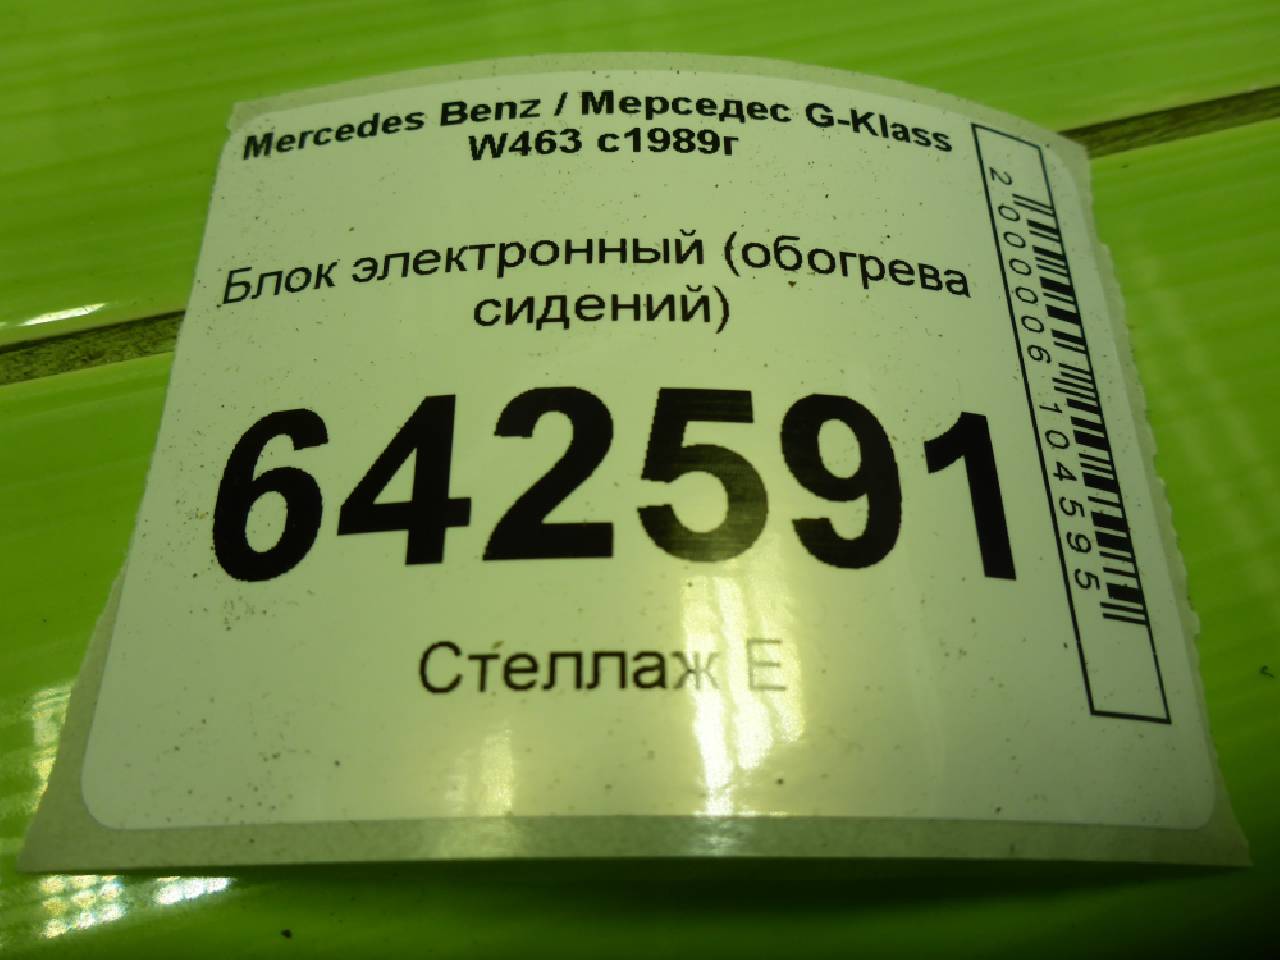 Mercedes Benz / Мерседес G-Klass
W463 с1989г
Блок электронный (обогрева
сидений)
642591
Стеллаж Е
2000006104595